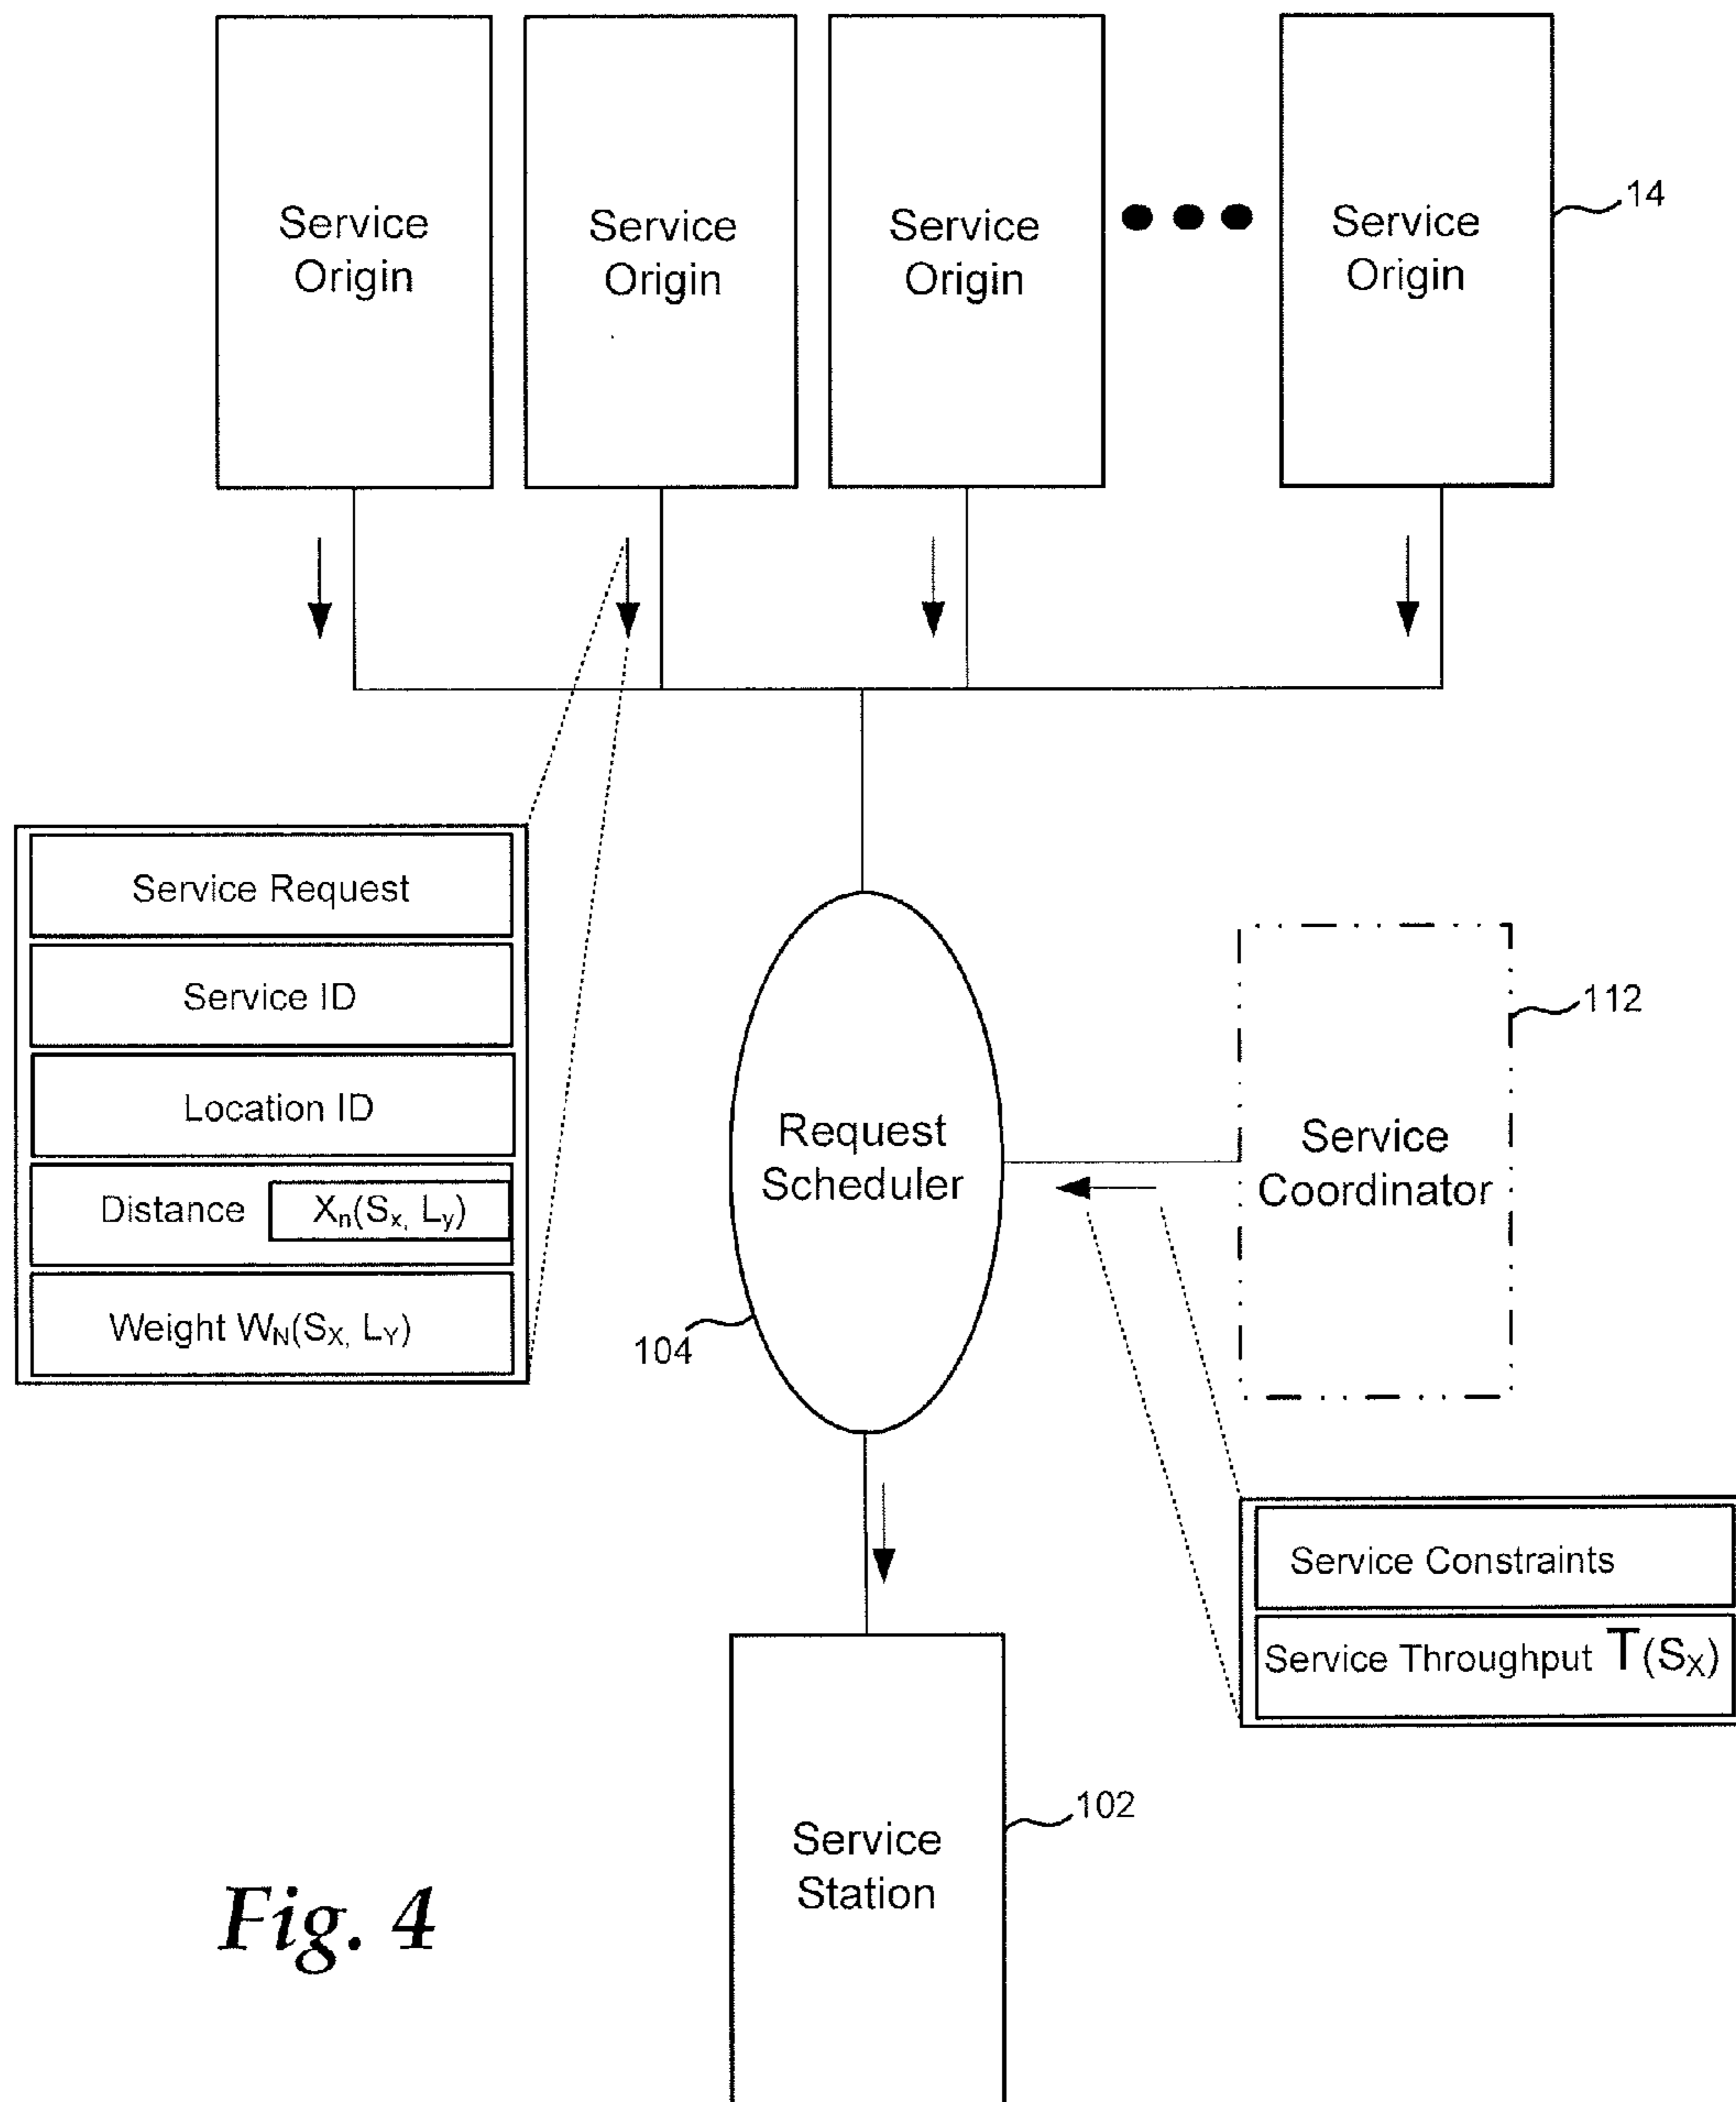 Service
Origin
Service
Origin
Service
Origin
Service
Origin
14
Service Request
Service ID
Location ID
Distance Xn(Sx, Ly)
Weight WN(SX, LY)
Request
Scheduler
104
Service
Coordinator
112
Service Constraints
Service Throughput T(SX)
Service
Station
102
Fig. 4